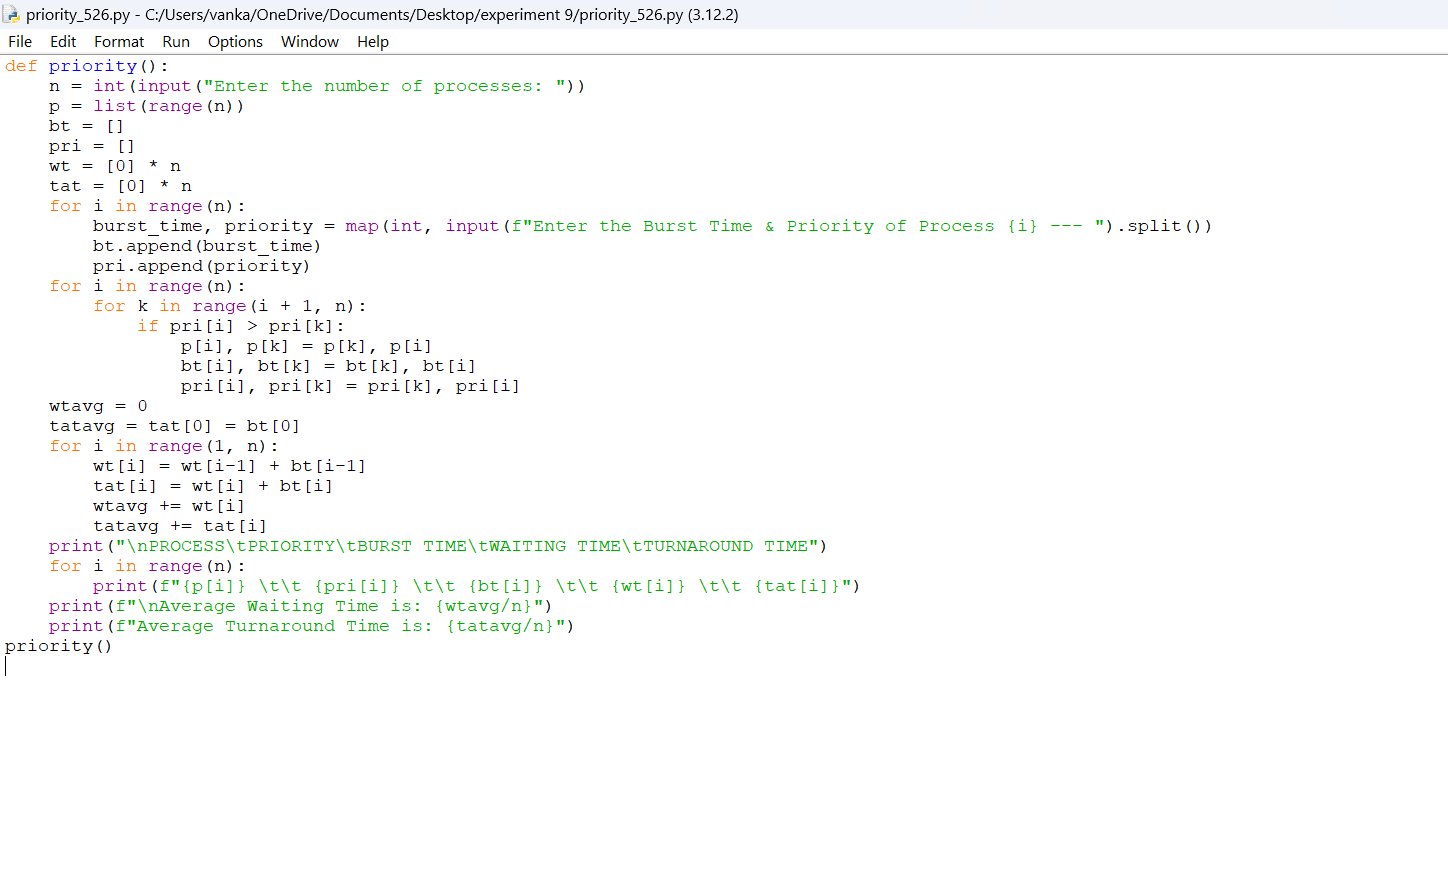 priority_526.py - C:/Users/vanka/OneDrive/Documents/Desktop/experiment 9/priority_526.py (3.12.2)
File Edit Format Run Options Window Help
def priority():
    n = int(input("Enter the number of processes: "))
    p = list(range(n))
    bt = []
    pri = []
    wt = [0] * n
    tat = [0] * n
    for i in range(n):
        burst_time, priority = map(int, input(f"Enter the Burst Time & Priority of Process {i} --- ").split())
        bt.append(burst_time)
        pri.append(priority)
    for i in range(n):
        for k in range(i + 1, n):
            if pri[i] > pri[k]:
                p[i], p[k] = p[k], p[i]
                bt[i], bt[k] = bt[k], bt[i]
                pri[i], pri[k] = pri[k], pri[i]
    wtavg = 0
    tatavg = tat[0] = bt[0]
    for i in range(1, n):
        wt[i] = wt[i-1] + bt[i-1]
        tat[i] = wt[i] + bt[i]
        wtavg += wt[i]
        tatavg += tat[i]
    print("\nPROCESS\tPRIORITY\tBURST TIME\tWAITING TIME\tTURNAROUND TIME")
    for i in range(n):
        print(f"{p[i]} \t\t {pri[i]} \t\t {bt[i]} \t\t {wt[i]} \t\t {tat[i]}")
    print(f"\nAverage Waiting Time is: {wtavg/n}")
    print(f"Average Turnaround Time is: {tatavg/n}")
priority()